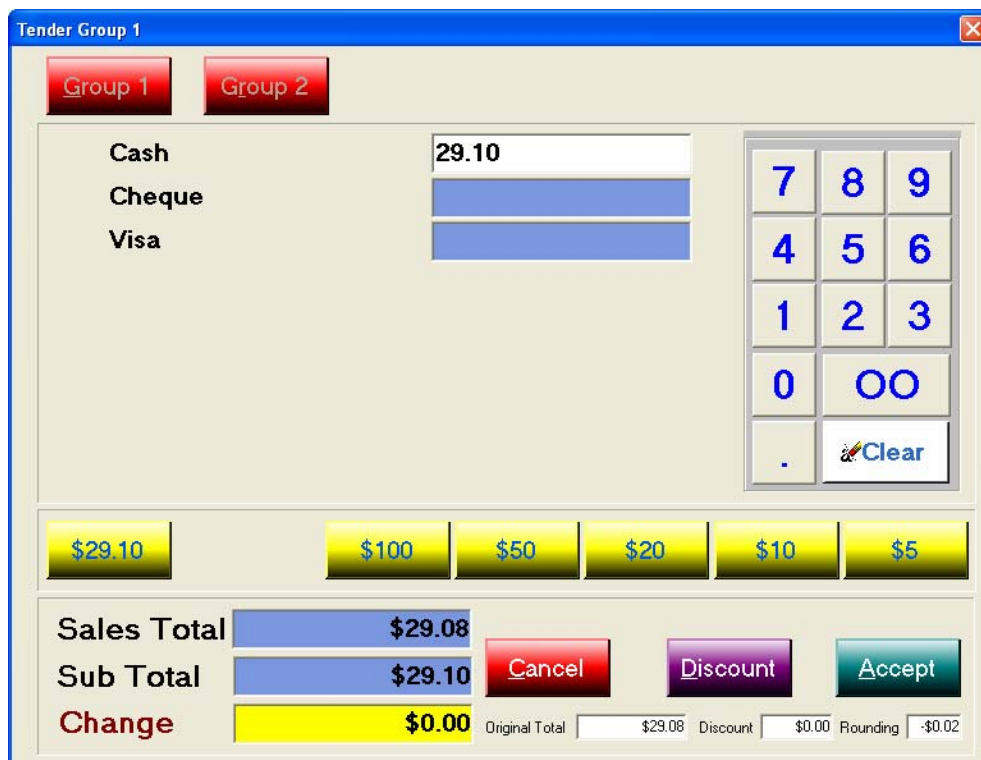 Tender Group 1
Group 1 Group 2
Cash 29.10
Cheque
Visa
7 8 9
4 5 6
1 2 3
0 00
. Clear
$29.10 $100 $50 $20 $10 $5
Sales Total $29.08
Sub Total $29.10
Change $0.00
Cancel Discount Accept
Original Total $29.08 Discount $0.00 Rounding -$0.02